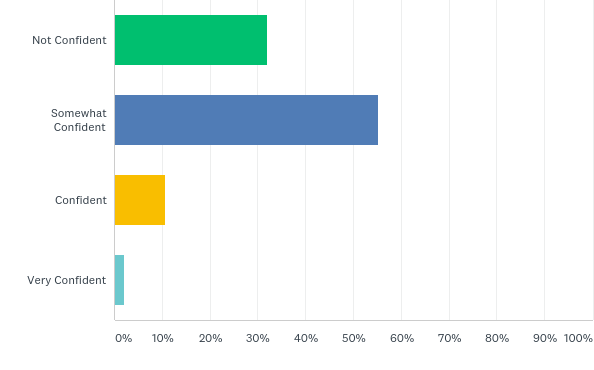 Not Confident
Somewhat
Confident
Confident
Very Confident
0% 10% 20% 30% 40% 50% 60% 70% 80% 90% 100%